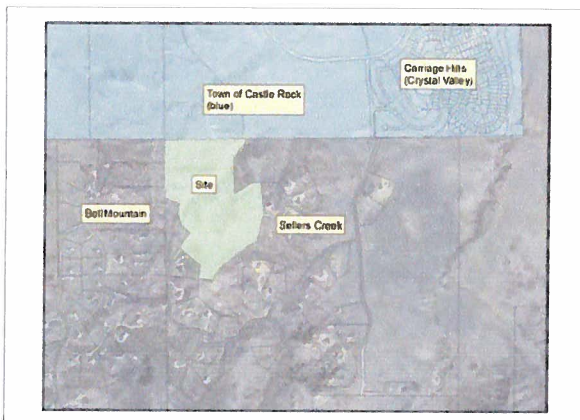 Carriage Hills
(Crystal Valley)
Town of Castle Rock
(blue)
Site
Bell Mountain
Sellers Creek